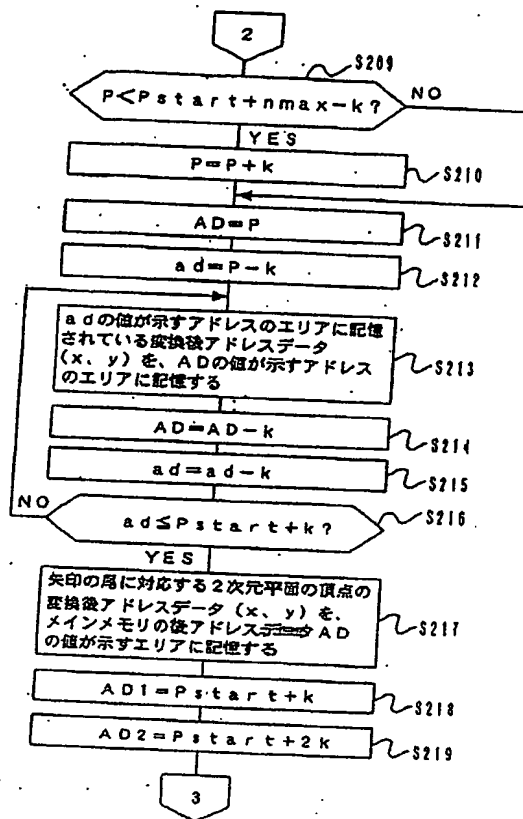 2
S209
P<Pstart+nmax-k?
NO
YES
P=P+k
S210
AD=P
S211
ad=P-k
S212
adの値が示すアドレスのエリアに記憶
されている変換後アドレスデータ
(x、y)を、ADの値が示すアドレス
のエリアに記憶する
S213
AD=AD-k
S214
ad=ad-k
S215
NO
ad≦Pstart+k?
S216
YES
矢印の尾に対応する2次元平面の頂点の
変換後アドレスデータ(x、y)を、
メインメモリの後アドレスデータAD
の値が示すエリアに記憶する
S217
AD1=Pstart+k
S218
AD2=Pstart+2k
S219
3